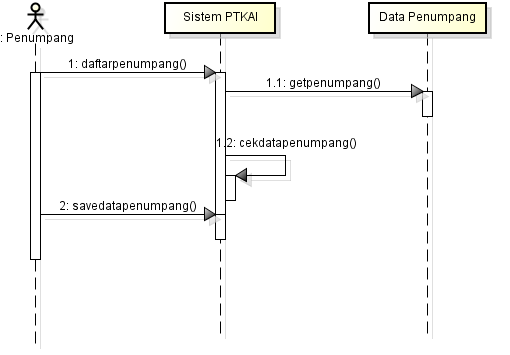 Sistem PTKAI
Data Penumpang
: Penumpang
1: daftarpenumpang()
1.1: getpenumpang()
1.2: cekdatapenumpang()
2: savedatapenumpang()